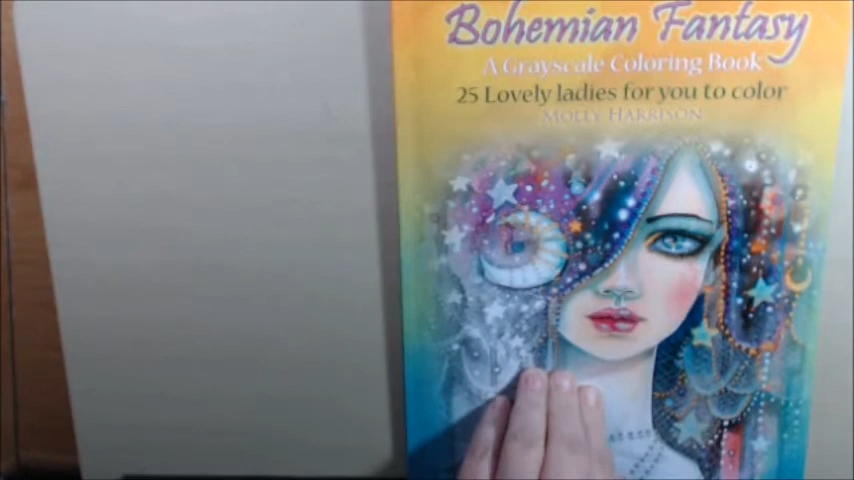 Bohemian Fantasy
A Grayscale Coloring Book
25 Lovely ladies for you to color
MOLLY HARRISON